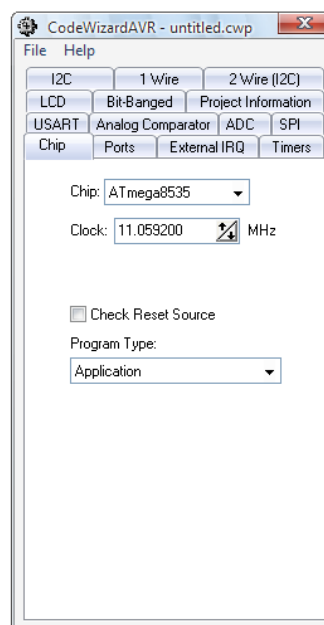 CodeWizardAVR - untitled.cwp
File Help
I2C 1 Wire 2 Wire (I2C)
LCD Bit-Banged Project Information
USART Analog Comparator ADC SPI
Chip Ports External IRQ Timers
Chip: ATmega8535
Clock: 11.059200 MHz
Check Reset Source
Program Type:
Application